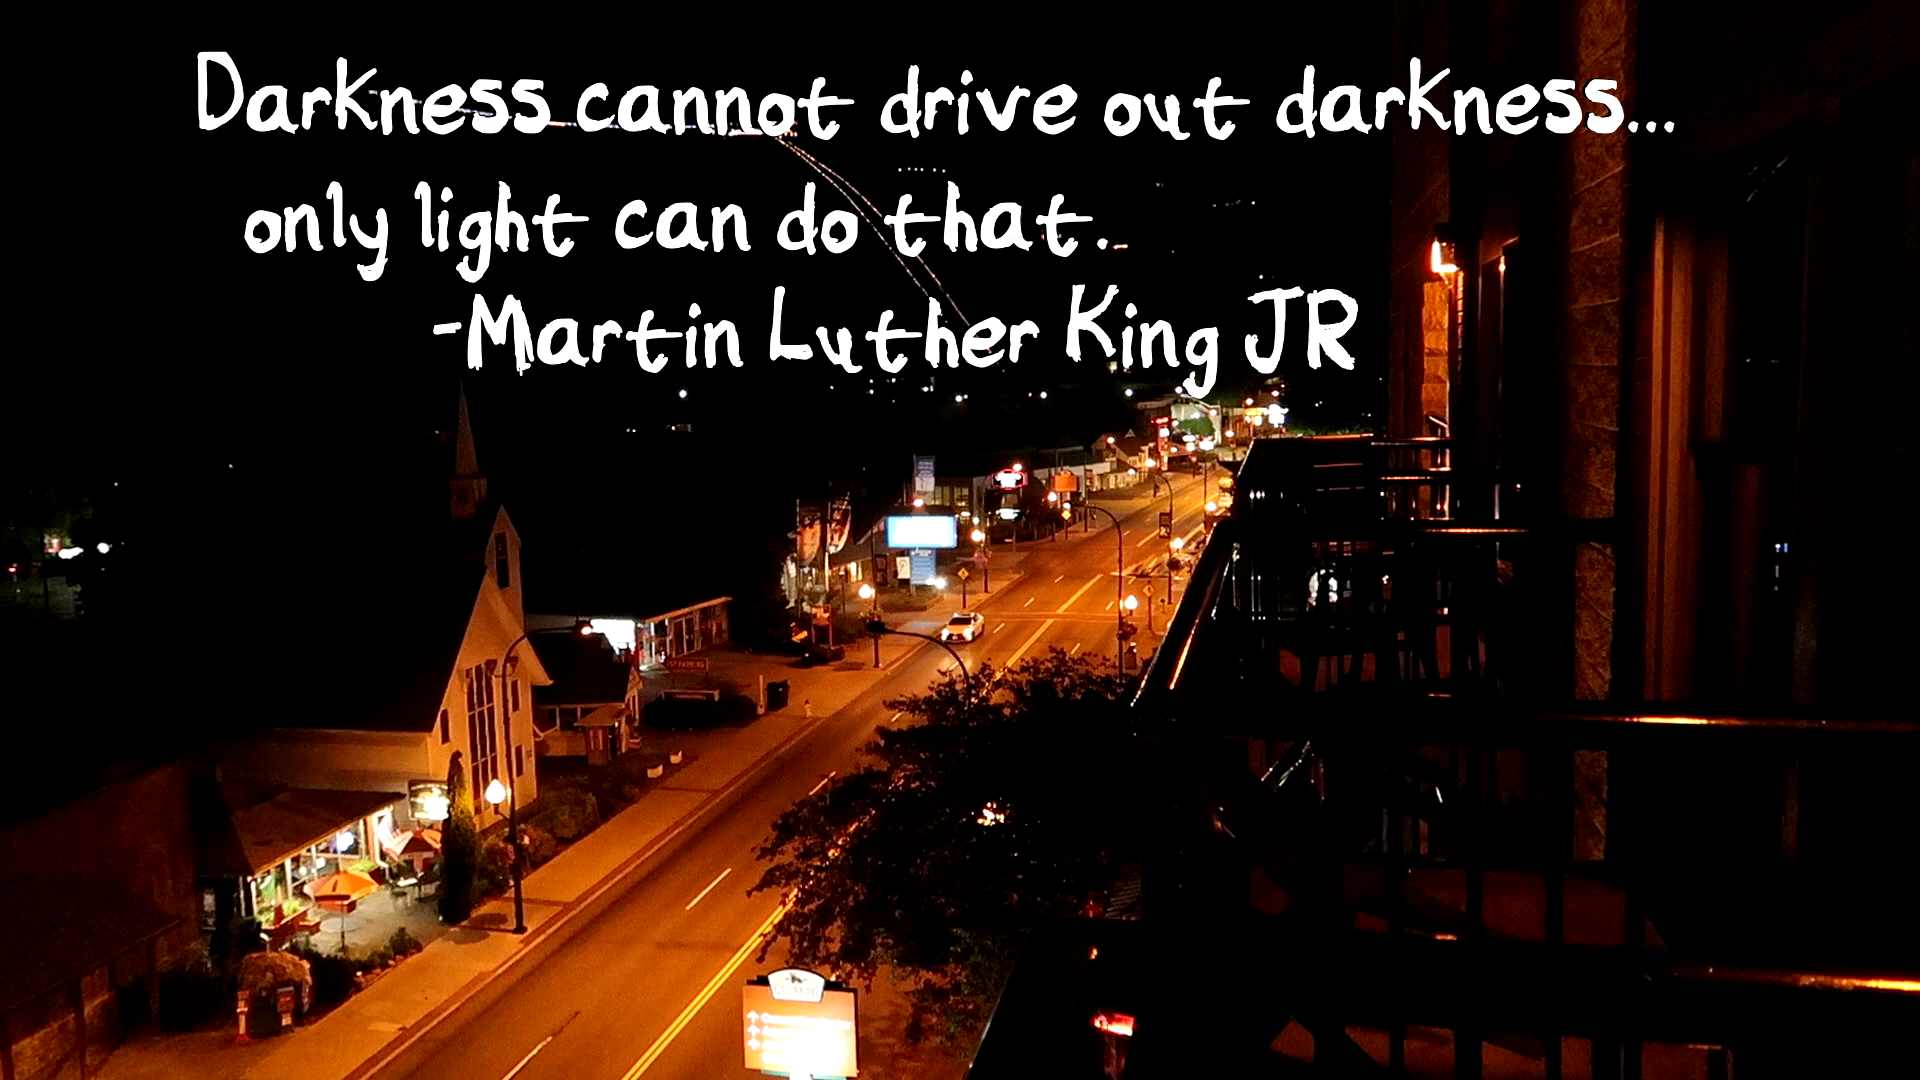 Darkness cannot drive out darkness...
only light can do that.
-Martin Luther King JR